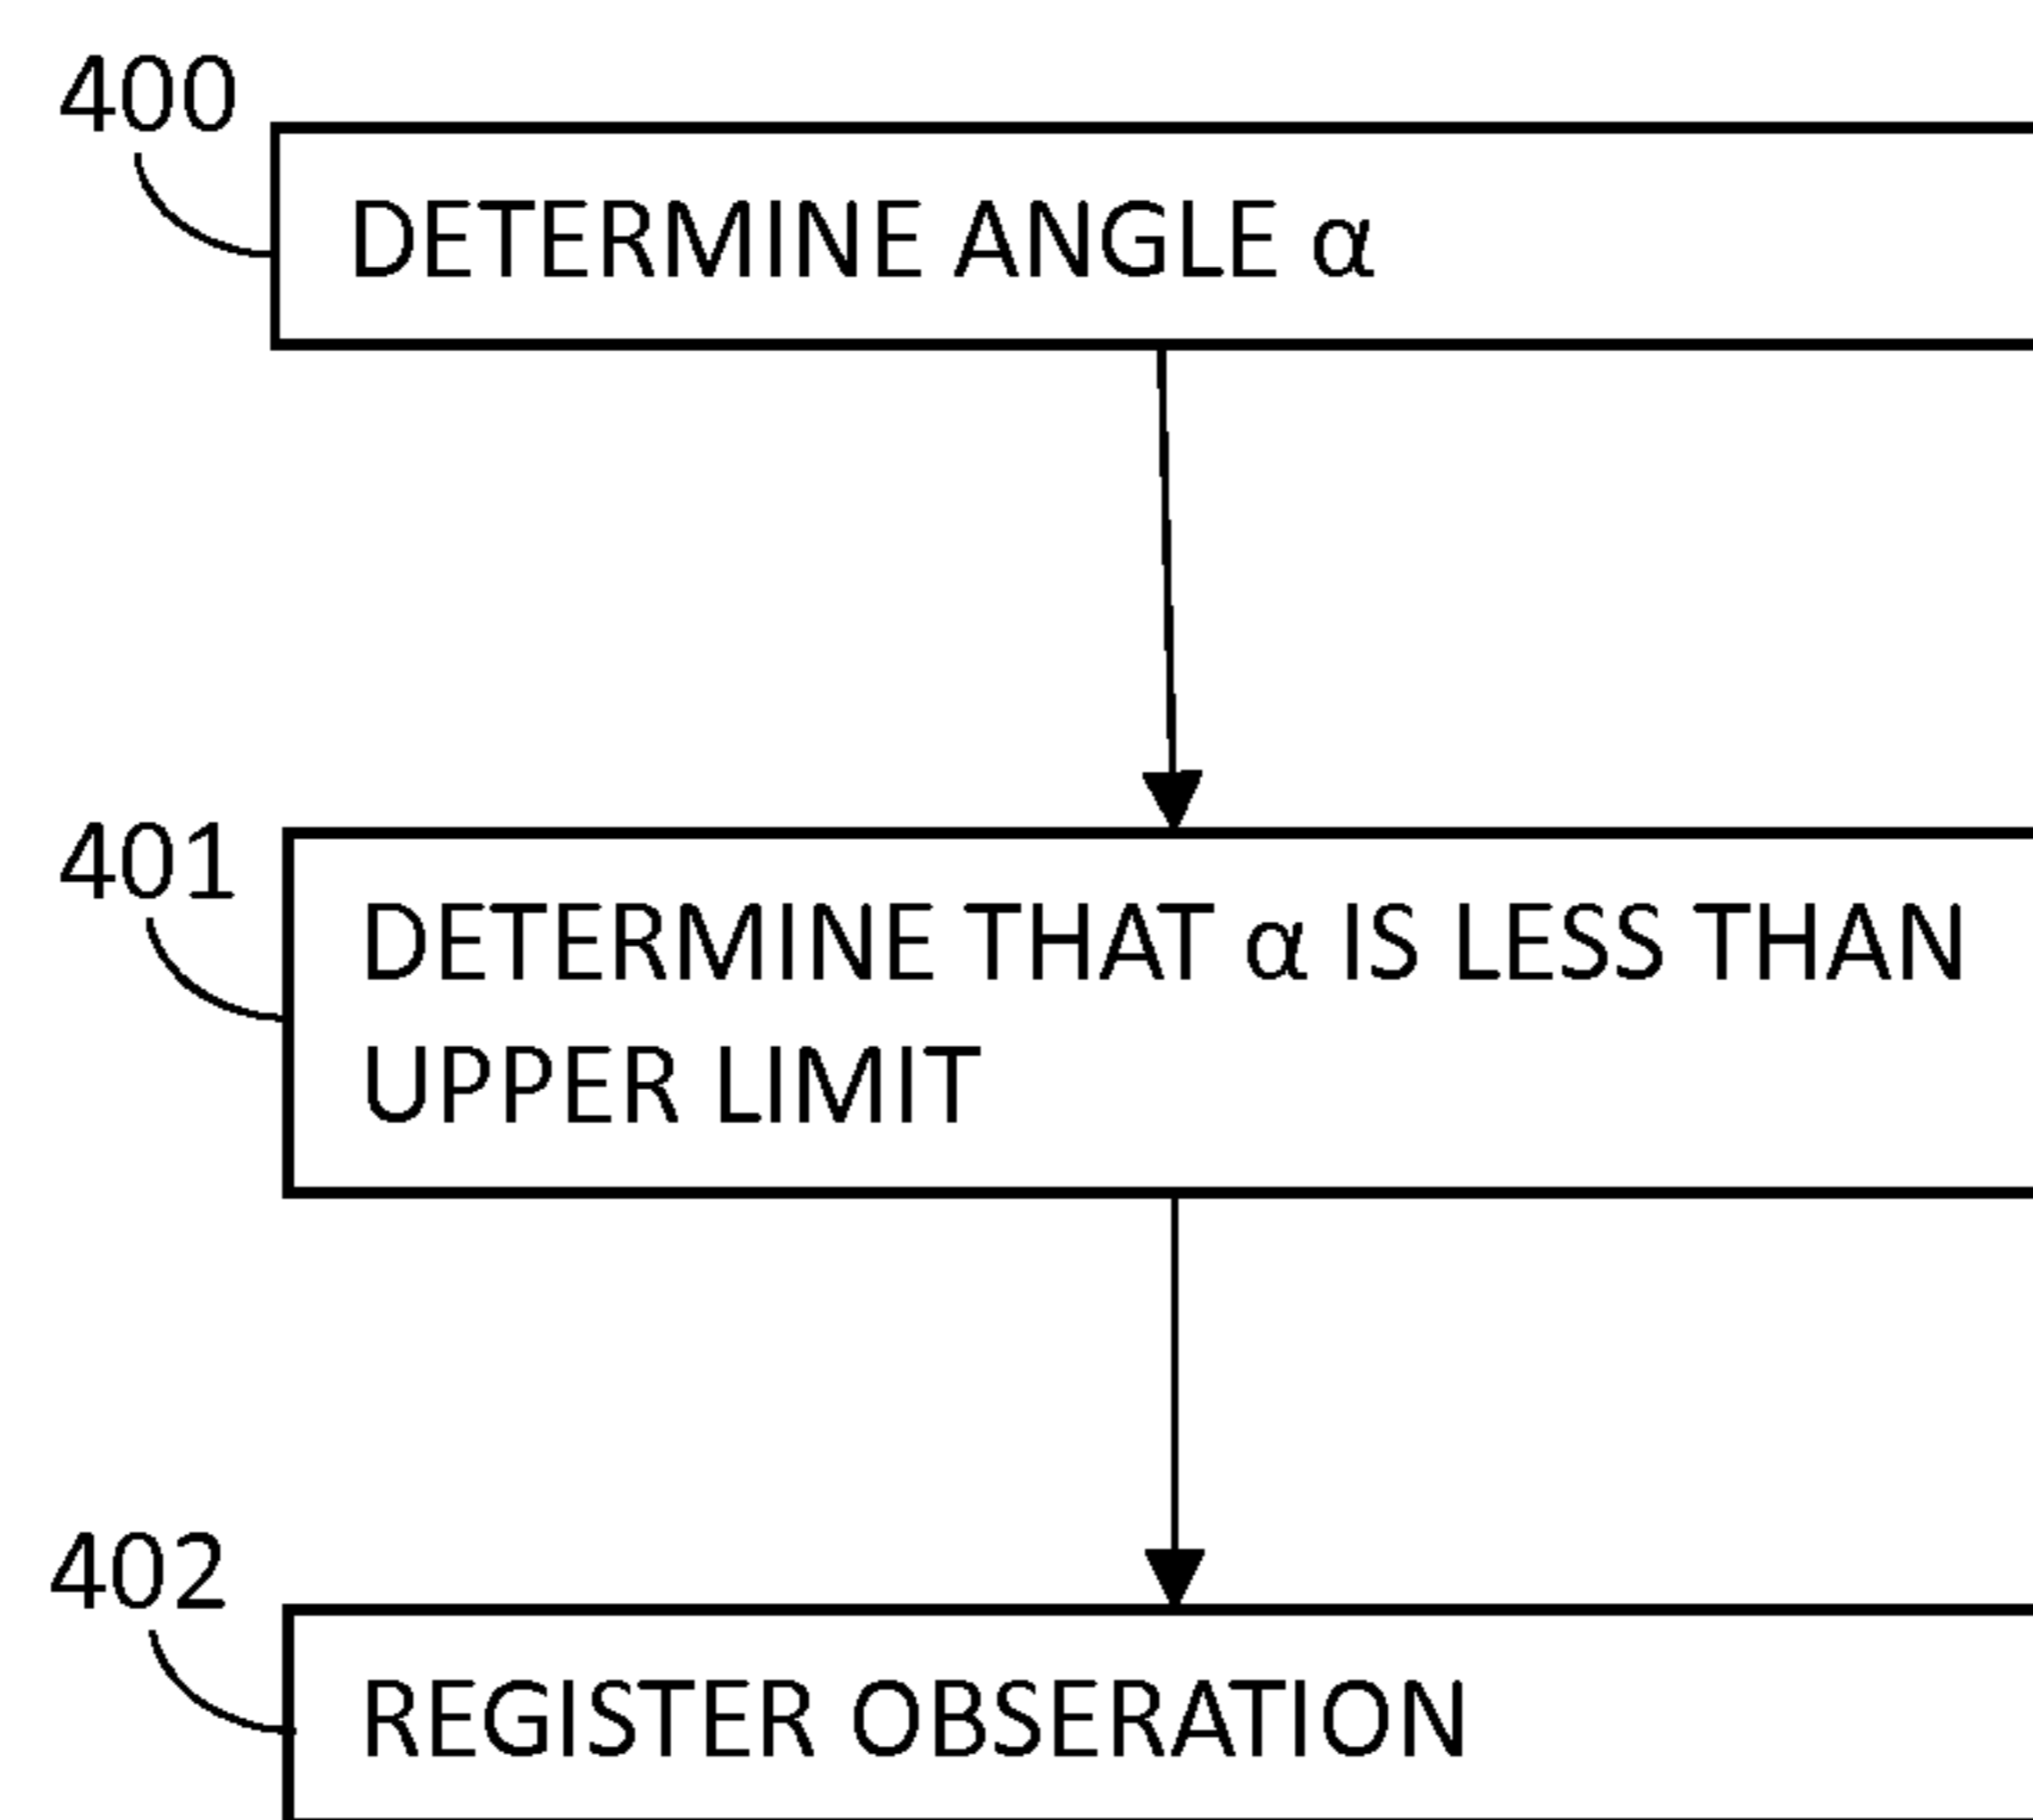 400
DETERMINE ANGLE α
401
DETERMINE THAT α IS LESS THAN
UPPER LIMIT
402
REGISTER OBSERATION